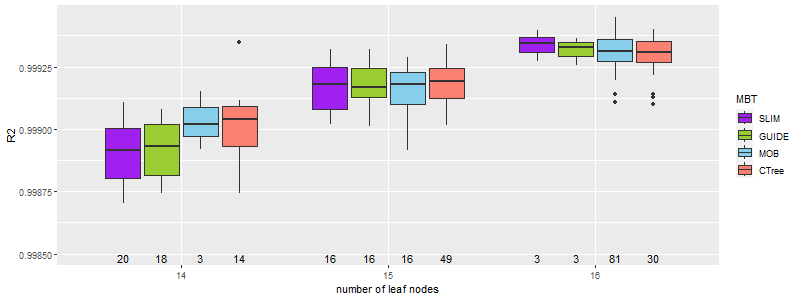 0.99925
0.99900
0.99875
0.99850
R2
20 18 3 14 16 16 16 49 3 3 81 30
14 15 16
number of leaf nodes
MBT
SLIM
GUIDE
MOB
CTree